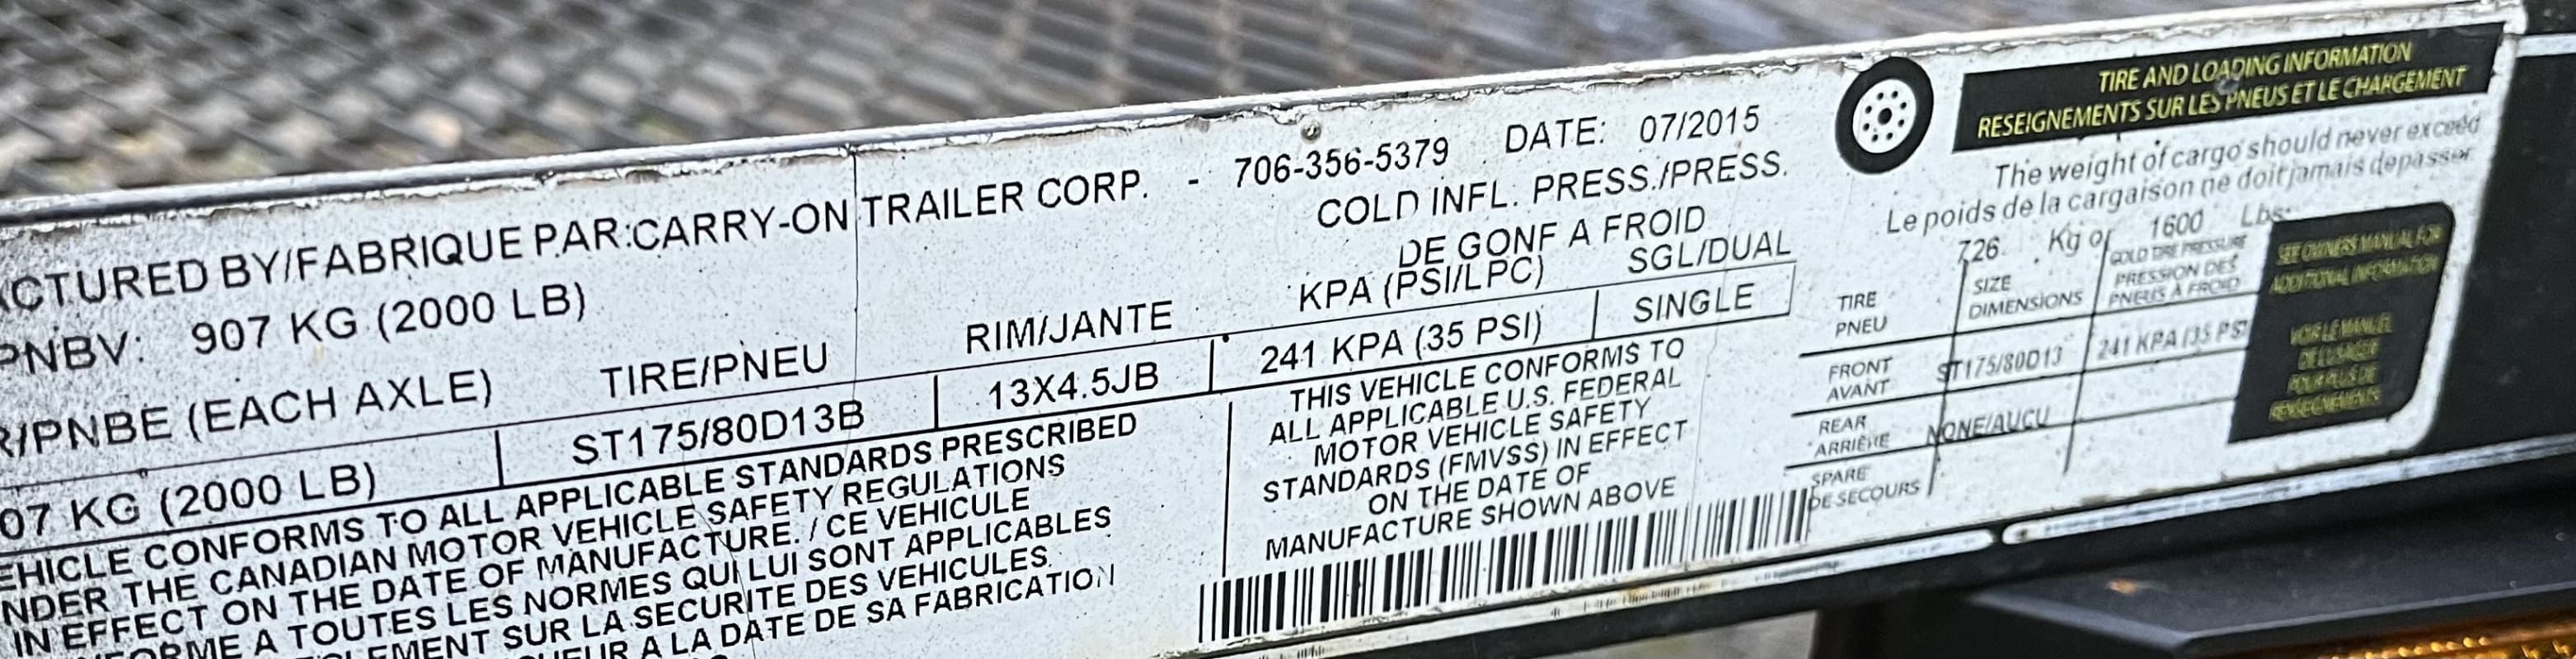 ACTURED BY/FABRIQUE PAR:CARRY-ON TRAILER CORP. - 706-356-5379 DATE: 07/2015
PNBV: 907 KG (2000 LB)
COLD INFL. PRESS./PRESS.
DE GONF A FROID
R/PNBE (EACH AXLE) TIRE/PNEU RIM/JANTE KPA (PSI/LPC) SGL/DUAL
07 KG (2000 LB) ST175/80D13B 13X4.5JB 241 KPA (35 PSI) SINGLE
EHICLE CONFORMS TO ALL APPLICABLE STANDARDS PRESCRIBED
NDER THE CANADIAN MOTOR VEHICLE SAFETY REGULATIONS
IN EFFECT ON THE DATE OF MANUFACTURE. / CE VEHICULE
NFORME A TOUTES LES NORMES QUI LUI SONT APPLICABLES
GLEMENT SUR LA SECURITE DES VEHICULES
UEUR A LA DATE DE SA FABRICATION
THIS VEHICLE CONFORMS TO
ALL APPLICABLE U.S. FEDERAL
MOTOR VEHICLE SAFETY
STANDARDS (FMVSS) IN EFFECT
ON THE DATE OF
MANUFACTURE SHOWN ABOVE
TIRE AND LOADING INFORMATION
RESEIGNEMENTS SUR LES PNEUS ET LE CHARGEMENT
The weight of cargo should never exceed
Le poids de la cargaison ne doit jamais depasser
726 Kg or 1600 Lbs.
TIRE
PNEU
SIZE
DIMENSIONS
COLD TIRE PRESSURE
PRESSION DES
PNEUS À FROID
FRONT
AVANT
ST175/80D13
241 KPA (35 PSI
REAR
ARRIÈRE
NONE/AUCU
SPARE
DE SECOURS
SEE OWNERS MANUAL FOR
ADDITIONAL INFORMATION
VOIR LE MANUEL
DE L'USAGER
POUR PLUS DE
RENSEIGNEMENTS